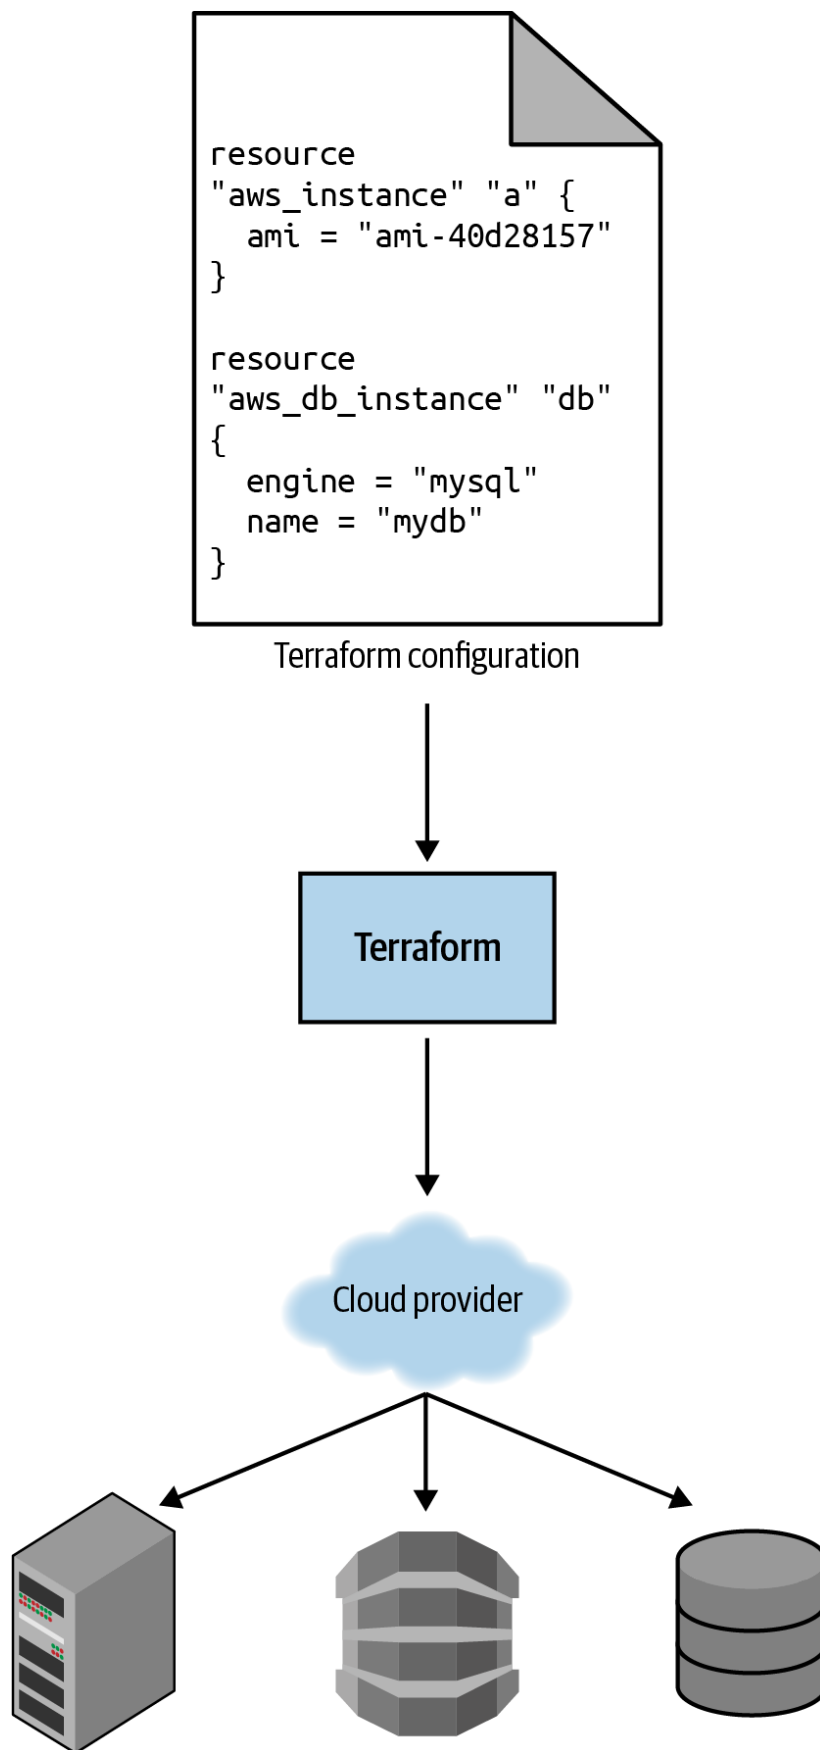 resource
"aws_instance" "a" {
  ami = "ami-40d28157"
}
resource
"aws_db_instance" "db"
{
  engine = "mysql"
  name = "mydb"
}
Terraform configuration
Terraform
Cloud provider